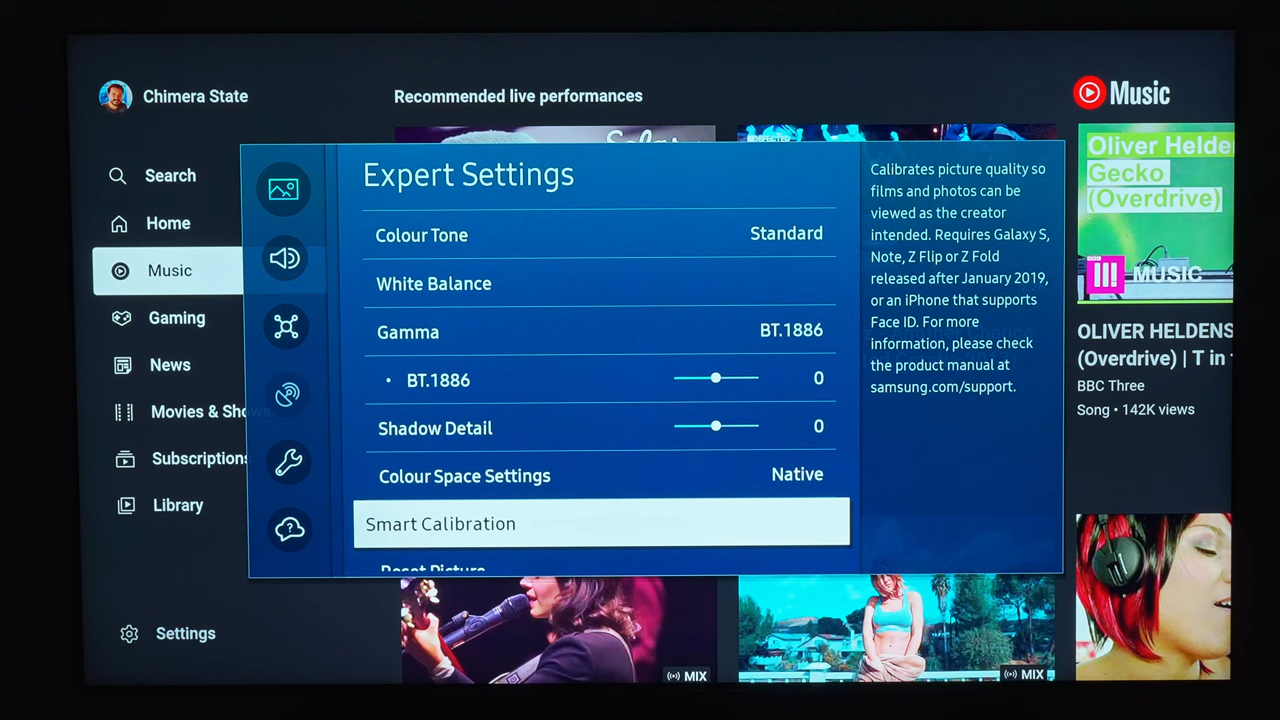 Chimera State
Recommended live performances
Music
Search
Home
Music
Gaming
News
Movies & Shows
Subscriptions
Library
Settings
Expert Settings
Colour Tone
Standard
White Balance
Gamma
BT.1886
• BT.1886
0
Shadow Detail
0
Colour Space Settings
Native
Smart Calibration
Reset Picture
Calibrates picture quality so
films and photos can be
viewed as the creator
intended. Requires Galaxy S,
Note, Z Flip or Z Fold
released after January 2019,
or an iPhone that supports
Face ID. For more
information, please check
the product manual at
samsung.com/support.
Oliver Helde
Gecko
(Overdrive)
BBC
MUSIC
OLIVER HELDENS
(Overdrive) | T in
BBC Three
Song • 142K views
MIX
MIX